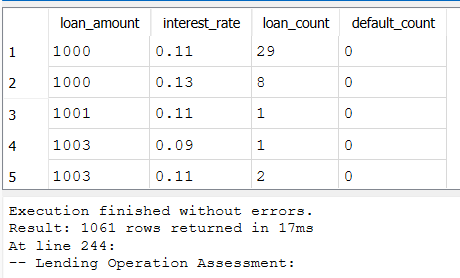 loan_amount interest_rate loan_count default_count
1 1000 0.11 29 0
2 1000 0.13 8 0
3 1001 0.11 1 0
4 1003 0.09 1 0
5 1003 0.11 2 0
Execution finished without errors.
Result: 1061 rows returned in 17ms
At line 244:
-- Lending Operation Assessment: